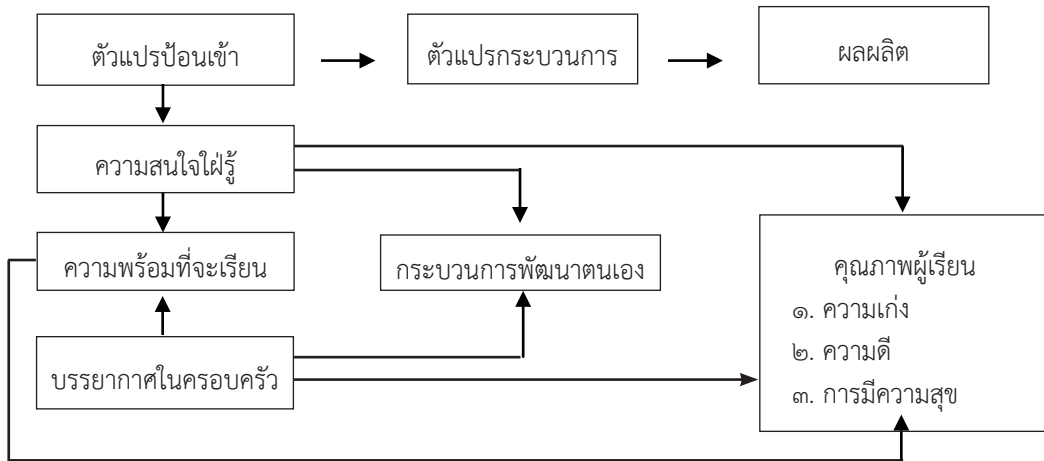 ตัวแปรป้อนเข้า
ตัวแปรกระบวนการ
ผลผลิต
ความสนใจใฝ่รู้
ความพร้อมที่จะเรียน
กระบวนการพัฒนาตนเอง
บรรยากาศในครอบครัว
คุณภาพผู้เรียน
๑. ความเก่ง
๒. ความดี
๓. การมีความสุข